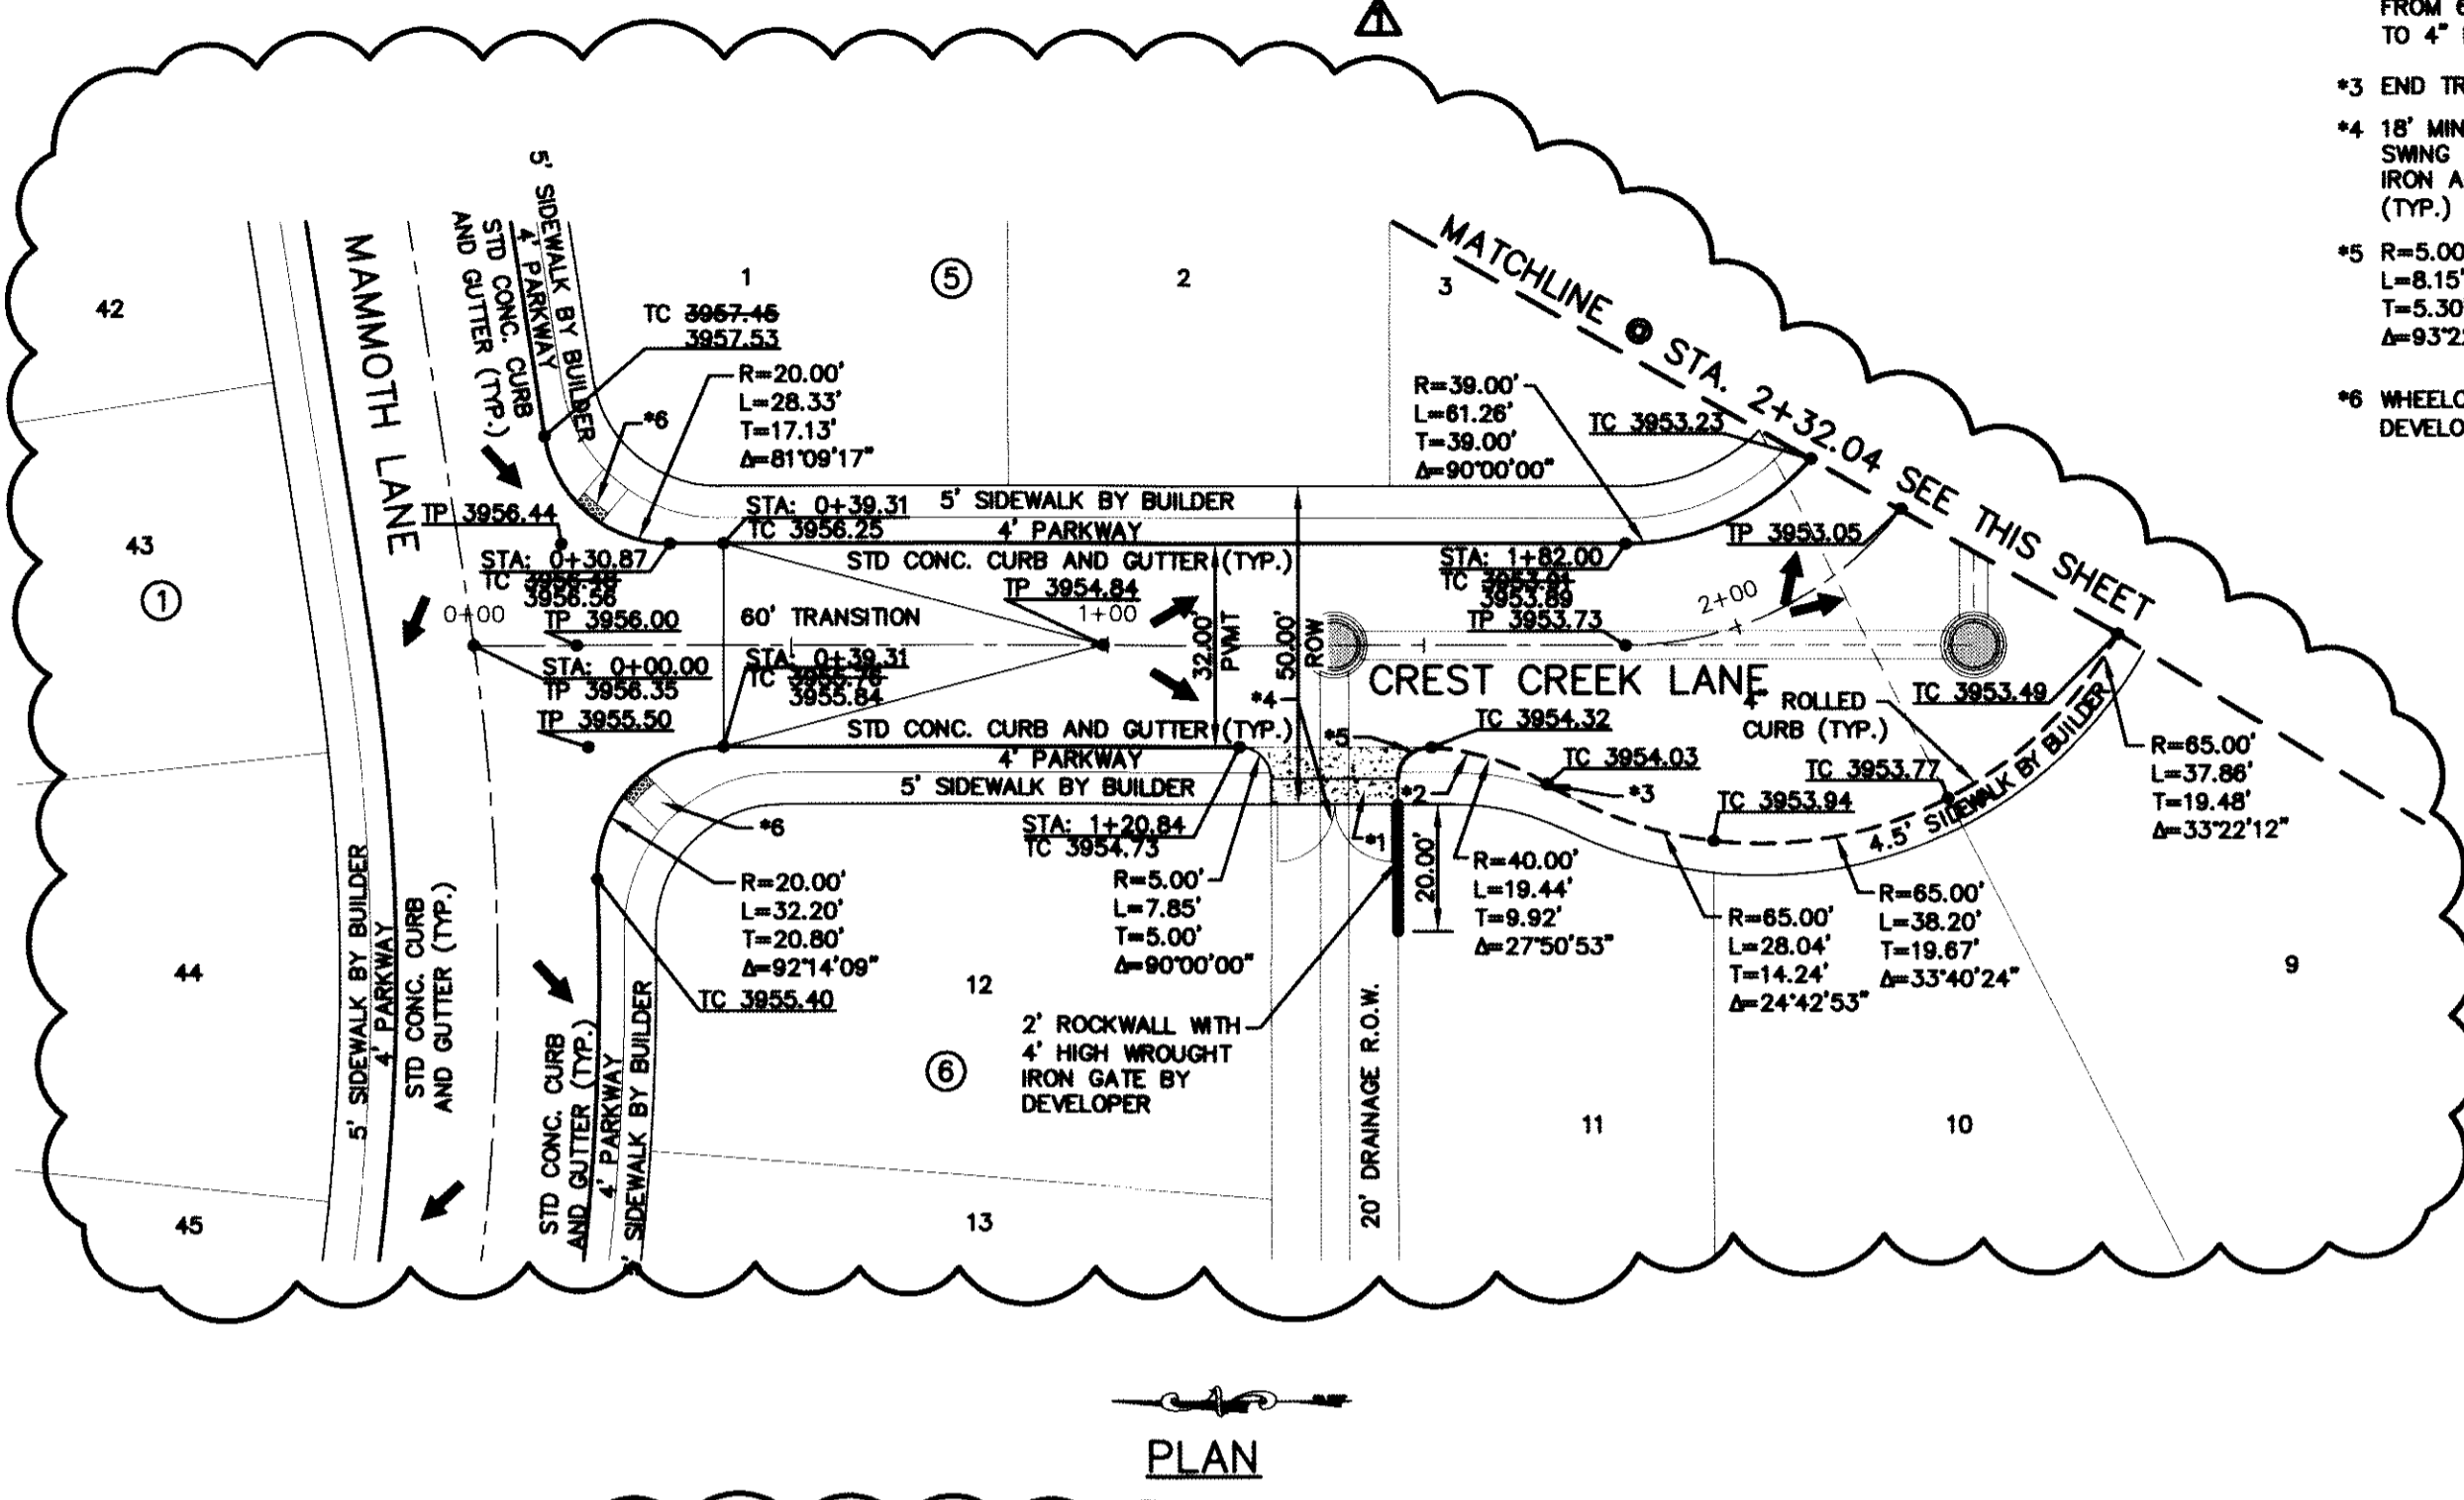 FROM 6
TO 4"
*3 END TR
*4 18' MIN
SWING
IRON A
(TYP.)
*5 R=5.00
L=8.15'
T=5.30
Δ=93°2
*6 WHEELC
DEVELO
1
42
43
1
44
45
MAMMOTH LANE
5' SIDEWALK BY BUILDER
4' PARKWAY
STD CONC. CURB
AND GUTTER (TYP.)
1
5
2
3
TC 3957.45
3957.53
R=20.00'
L=28.33'
T=17.13'
Δ=81°09'17"
*6
MATCHLINE @ STA. 2+32.04 SEE THIS SHEET
R=39.00'
L=61.26'
T=39.00'
Δ=90°00'00"
TC 3953.23
TP 3956.44
STA: 0+39.31
TC 3956.25
5' SIDEWALK BY BUILDER
4' PARKWAY
STD CONC. CURB AND GUTTER (TYP.)
STA: 0+30.87
TC 3956.48
3956.56
0+00
TP 3956.00
60' TRANSITION
TP 3954.84
1+00
32.00'
PVMT
50.00'
ROW
STA: 1+82.00
TC 3953.91
3953.89
TP 3953.73
2+00
TP 3953.05
STA: 0+00.00
TP 3956.35
TP 3955.50
STA: 0+39.31
TC 3955.76
3955.84
CREST CREEK LANE
*4
*5
TC 3954.32
4" ROLLED
CURB (TYP.)
TC 3953.49
STD CONC. CURB AND GUTTER (TYP.)
4' PARKWAY
5' SIDEWALK BY BUILDER
TC 3954.03
*2
*3
TC 3953.77
TC 3953.94
4.5' SIDEWALK BY BUILDER
R=65.00'
L=37.86'
T=19.48'
Δ=33°22'12"
*6
STA: 1+20.84
TC 3954.73
*1
20.00'
R=20.00'
L=32.20'
T=20.80'
Δ=92°14'09"
TC 3955.40
R=5.00'
L=7.85'
T=5.00'
Δ=90°00'00"
R=40.00'
L=19.44'
T=9.92'
Δ=27°50'53"
R=65.00'
L=28.04'
T=14.24'
Δ=24°42'53"
R=65.00'
L=38.20'
T=19.67'
Δ=33°40'24"
9
12
6
2' ROCKWALL WITH
4' HIGH WROUGHT
IRON GATE BY
DEVELOPER
20' DRAINAGE R.O.W.
11
10
13
5' SIDEWALK BY BUILDER
4' PARKWAY
STD CONC. CURB
AND GUTTER (TYP.)
STD CONC. CURB
AND GUTTER (TYP.)
4' PARKWAY
SIDEWALK BY BUILDER
PLAN